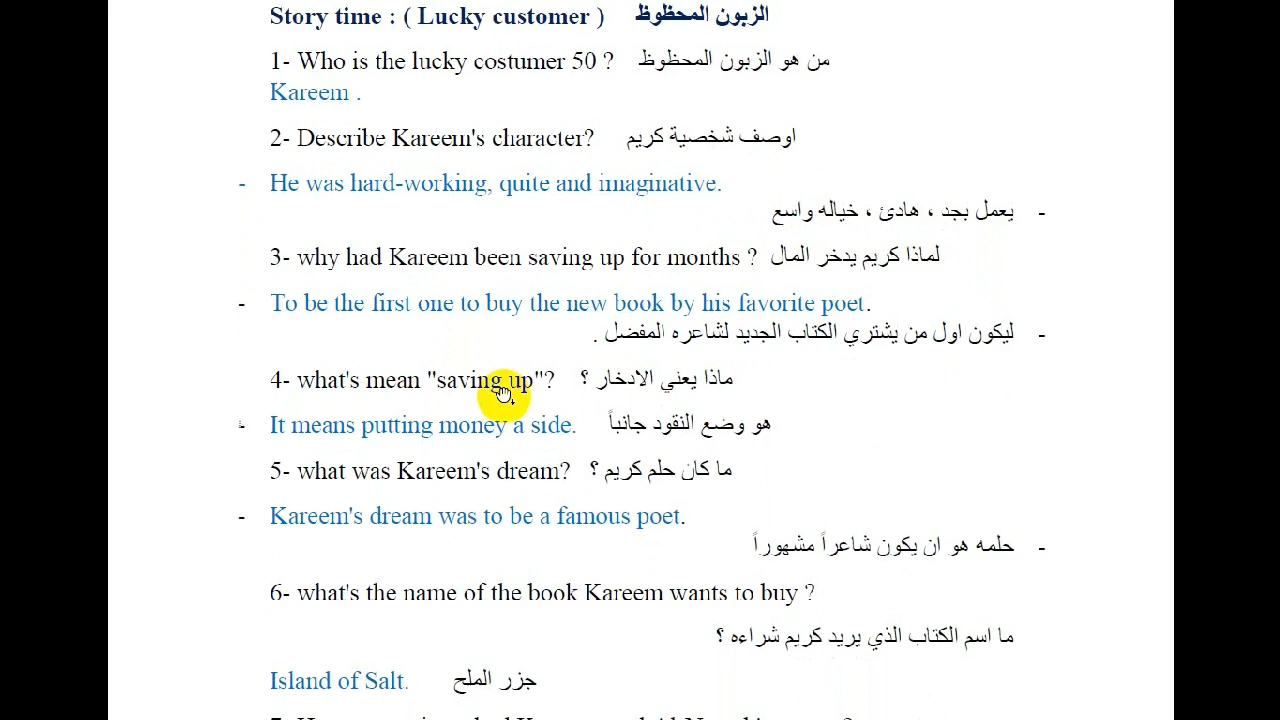 Story time : ( Lucky customer ) الزبون المحظوظ
1- Who is the lucky costumer 50 ? من هو الزبون المحظوظ
Kareem .
2- Describe Kareem's character? اوصف شخصية كريم
- He was hard-working, quite and imaginative.
- يعمل بجد ، هادئ ، خياله واسع
3- why had Kareem been saving up for months ? لماذا كريم يدخر المال
- To be the first one to buy the new book by his favorite poet.
- ليكون اول من يشتري الكتاب الجديد لشاعره المفضل .
4- what's mean "saving up"? ماذا يعني الادخار ؟
- It means putting money a side. هو وضع النقود جانباً
5- what was Kareem's dream? ما كان حلم كريم ؟
- Kareem's dream was to be a famous poet.
- حلمه هو ان يكون شاعراً مشهوراً
6- what's the name of the book Kareem wants to buy ?
ما اسم الكتاب الذي يريد كريم شراءه ؟
Island of Salt. جزر الملح